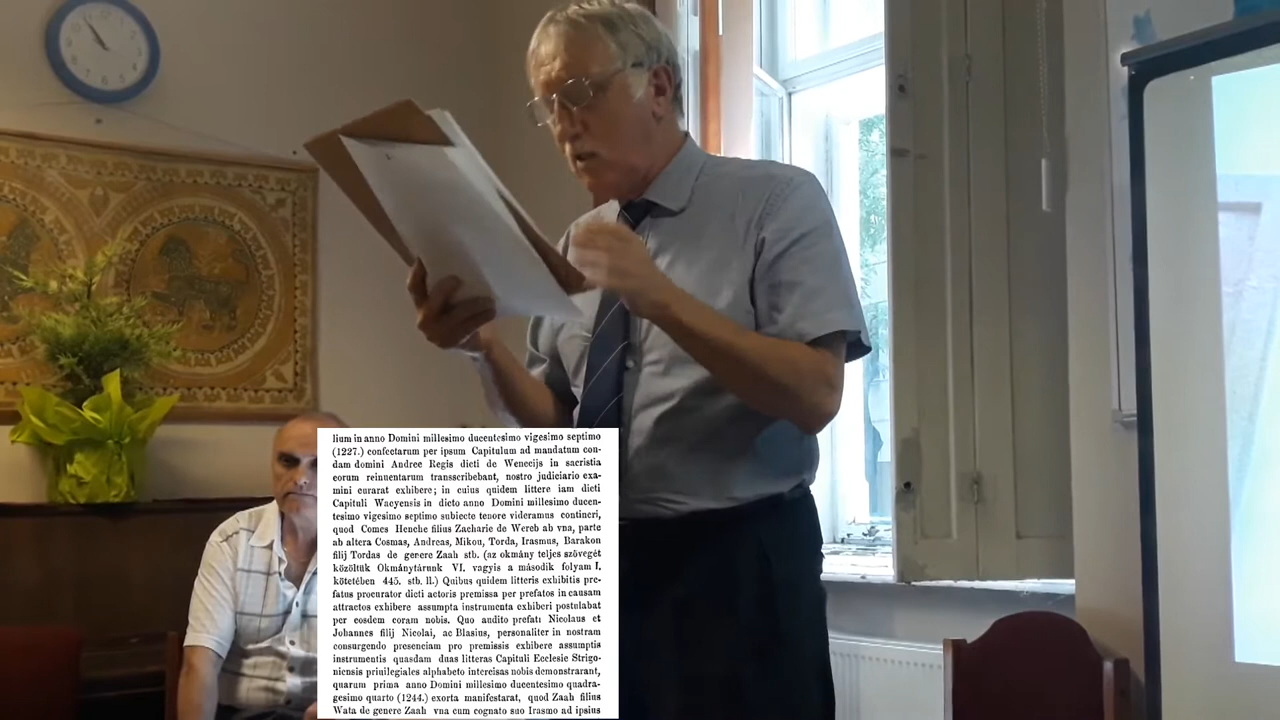 lium in anno Domini millesimo ducentesimo vigesimo septimo
(1227.) confectarum per ipsum Capitulum ad mandatum con-
dam domini Andree Regis dicti de Wenecijs in sacristia
eorum reinuentarum transscribebant, nostro judiciario exa-
mini curarat exhibere; in cuius quidem littere iam dicti
Capituli Wacyensis in dicto anno Domini millesimo ducen-
tesimo vigesimo septimo subiecte tenore videramus contineri,
quod Comes Henche filius Zacharie de Wereb ab vna, parte
ab altera Cosmas, Andreas, Mikou, Torda, Irasmus, Barakon
filij Tordas de genere Zaah stb. (az okmány teljes szövegét
közöltük Okmánytárunk VI. vagyis a második folyam I.
kötetében 445. stb. ll.) Quibus quidem litteris exhibitis pre-
fatus procurator dicti actoris premissa per prefatos in causam
attractos exhibere assumpta instrumenta exhiberi postulabat
per eosdem coram nobis. Quo audito prefati Nicolaus et
Johannes filij Nicolai, ac Blasius, personaliter in nostram
consurgendo presenciam pro premissis exhibere assumptis
instrumentis quasdam duas litteras Capituli Ecclesie Strigo-
niensis priuilegiales alphabeto intercisas nobis demonstrarant,
quarum prima anno Domini millesimo ducentesimo quadra-
gesimo quarto (1244.) exorta manifestarat, quod Zaah filius
Wata de genere Zaah vna cum cognato suo Irasmo ad ipsius